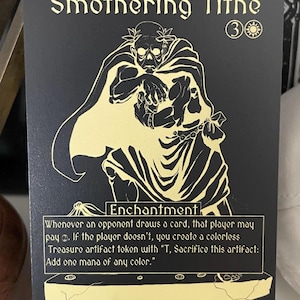 Smothering Tithe
3
Enchantment
Whenever an opponent draws a card, that player may
pay 2. If the player doesn't, you create a colorless
Treasure artifact token with "T, Sacrifice this artifact:
Add one mana of any color."